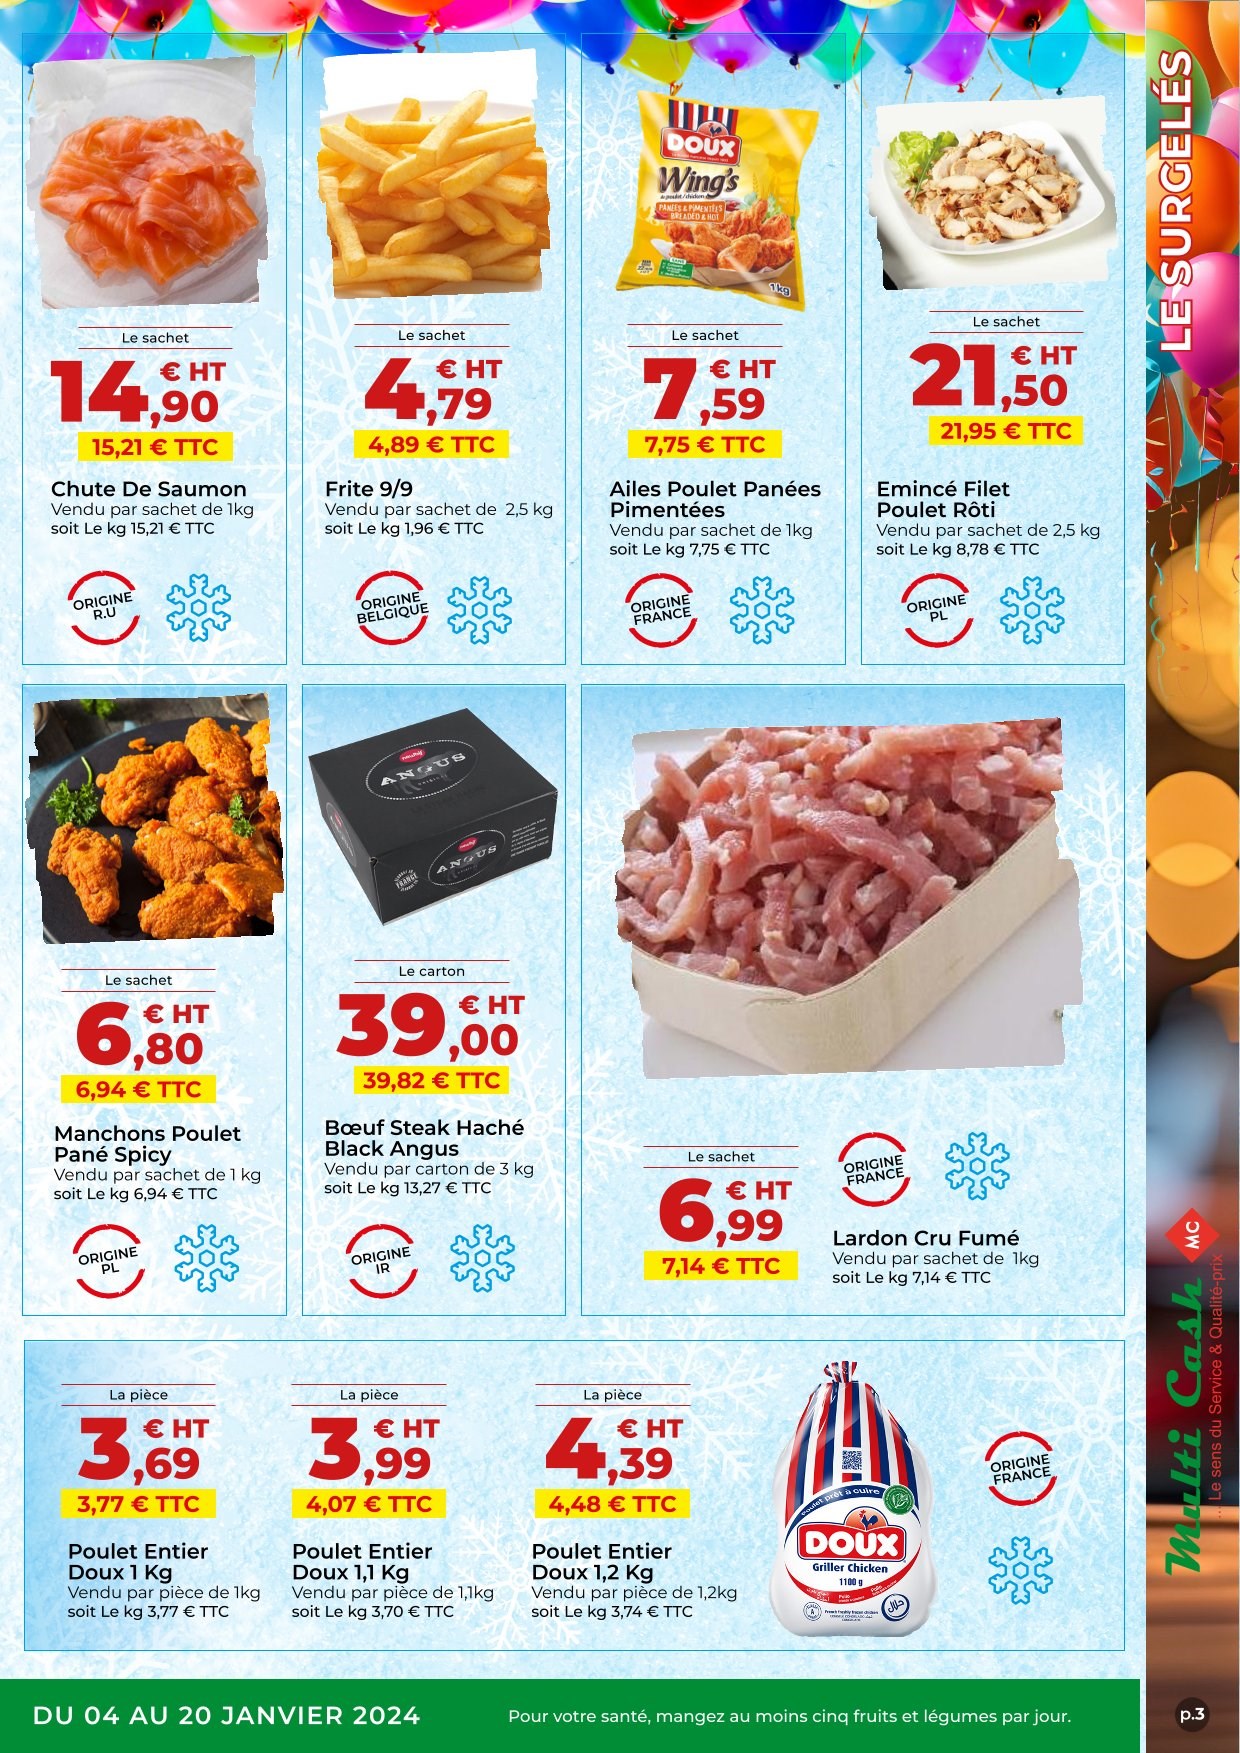 LE SURGELÉS
Le sachet
14,90 € HT
15,21 € TTC
Chute De Saumon
Vendu par sachet de 1kg
soit Le kg 15,21 € TTC
ORIGINE
R.U
Le sachet
4,79 € HT
4,89 € TTC
Frite 9/9
Vendu par sachet de 2,5 kg
soit Le kg 1,96 € TTC
ORIGINE
BELGIQUE
DOUX
Wing's
au poulet / chicken
PANÉES & PIMENTÉES
BREADED & HOT
1kg
Le sachet
7,59 € HT
7,75 € TTC
Ailes Poulet Panées
Pimentées
Vendu par sachet de 1kg
soit Le kg 7,75 € TTC
ORIGINE
FRANCE
Le sachet
21,50 € HT
21,95 € TTC
Emincé Filet
Poulet Rôti
Vendu par sachet de 2,5 kg
soit Le kg 8,78 € TTC
ORIGINE
PL
Le sachet
6,80 € HT
6,94 € TTC
Manchons Poulet
Pané Spicy
Vendu par sachet de 1 kg
soit Le kg 6,94 € TTC
ORIGINE
PL
ANGUS
ANGUS
FRANCE
Le carton
39,00 € HT
39,82 € TTC
Bœuf Steak Haché
Black Angus
Vendu par carton de 3 kg
soit Le kg 13,27 € TTC
ORIGINE
IR
Le sachet
6,99 € HT
7,14 € TTC
ORIGINE
FRANCE
Lardon Cru Fumé
Vendu par sachet de 1kg
soit Le kg 7,14 € TTC
La pièce
3,69 € HT
3,77 € TTC
Poulet Entier
Doux 1 Kg
Vendu par pièce de 1kg
soit Le kg 3,77 € TTC
La pièce
3,99 € HT
4,07 € TTC
Poulet Entier
Doux 1,1 Kg
Vendu par pièce de 1,1kg
soit Le kg 3,70 € TTC
La pièce
4,39 € HT
4,48 € TTC
Poulet Entier
Doux 1,2 Kg
Vendu par pièce de 1,2kg
soit Le kg 3,74 € TTC
Poulet prêt à cuire
DOUX
Griller Chicken
1100 g
حلال
ORIGINE
FRANCE
MC
Multi Cash
... Le sens du Service & Qualité-prix
DU 04 AU 20 JANVIER 2024
Pour votre santé, mangez au moins cinq fruits et légumes par jour.
p.3